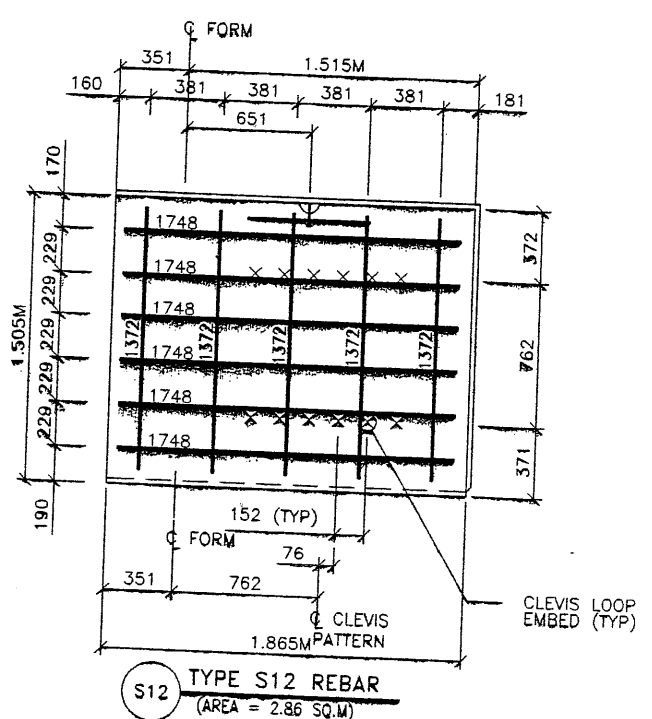 ℄ FORM
351
1.515M
160
381
381
381
381
181
651
170
229
229
229
229
229
190
1.505M
1748
1748
1748
1748
1748
1748
1372
1372
1372
1372
1372
372
762
371
152 (TYP)
℄ FORM
76
351
762
℄ CLEVIS
PATTERN
1.865M
CLEVIS LOOP
EMBED (TYP)
S12
TYPE S12 REBAR
(AREA = 2.86 SQ.M)